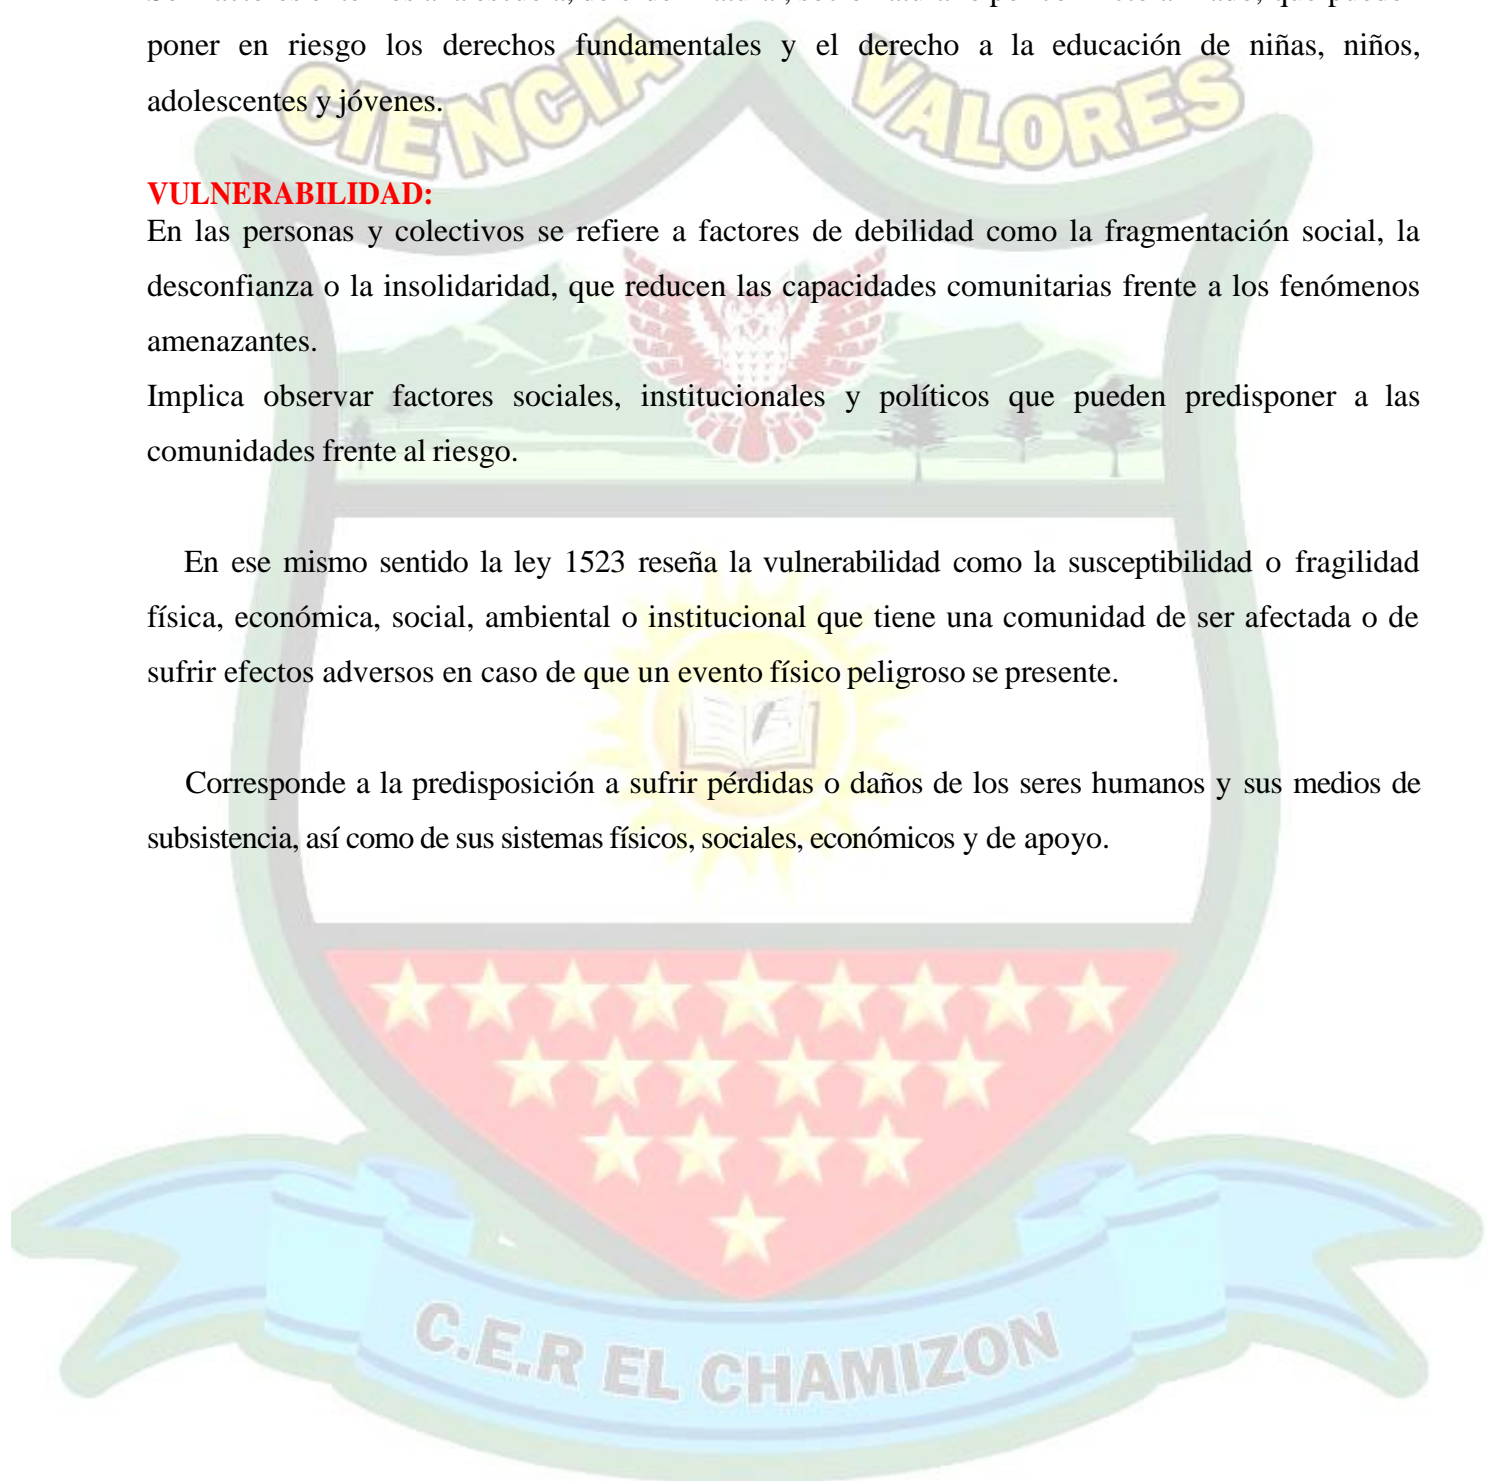 poner en riesgo los derechos fundamentales y el derecho a la educación de niñas, niños,
adolescentes y jóvenes.
CIENCIA VALORES
VULNERABILIDAD:
En las personas y colectivos se refiere a factores de debilidad como la fragmentación social, la
desconfianza o la insolidaridad, que reducen las capacidades comunitarias frente a los fenómenos
amenazantes.
Implica observar factores sociales, institucionales y políticos que pueden predisponer a las
comunidades frente al riesgo.
En ese mismo sentido la ley 1523 reseña la vulnerabilidad como la susceptibilidad o fragilidad
física, económica, social, ambiental o institucional que tiene una comunidad de ser afectada o de
sufrir efectos adversos en caso de que un evento físico peligroso se presente.
Corresponde a la predisposición a sufrir pérdidas o daños de los seres humanos y sus medios de
subsistencia, así como de sus sistemas físicos, sociales, económicos y de apoyo.
C.E.R EL CHAMIZON